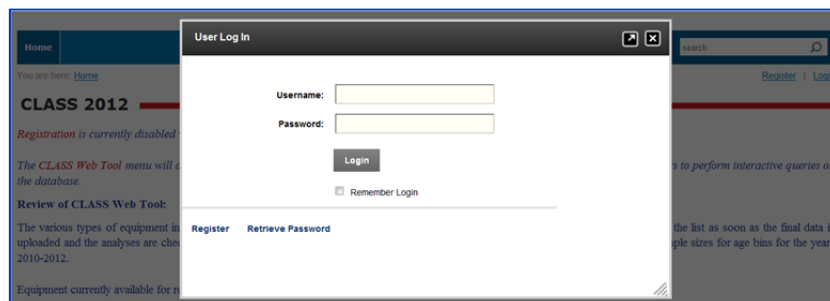 User Log In
Home
search
You are here: Home
Register | Logi
Username:
CLASS 2012
Password:
Registration is currently disabled
Login
The CLASS Web Tool menu will s to perform interactive queries o
the database.
Remember Login
Review of CLASS Web Tool:
The various types of equipment in the list as soon as the final data i
Register Retrieve Password
uploaded and the analyses are che ple sizes for age bins for the year
2010-2012.
Equipment currently available for r